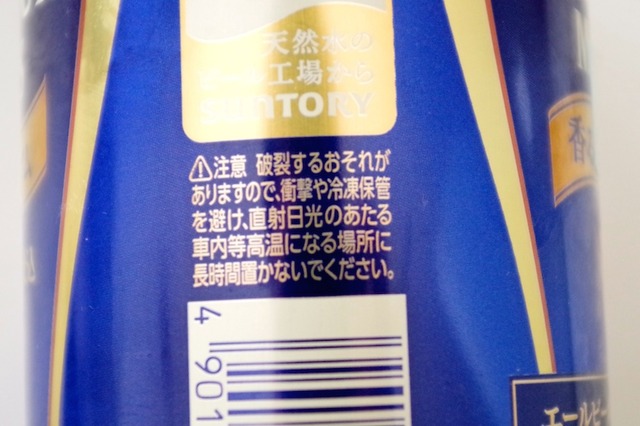 天然水の
ビール工場から
SUNTORY
⚠注意 破裂するおそれが
ありますので、衝撃や冷凍保管
を避け、直射日光のあたる
車内等高温になる場所に
長時間置かないでください。
4 901
香
エールビー